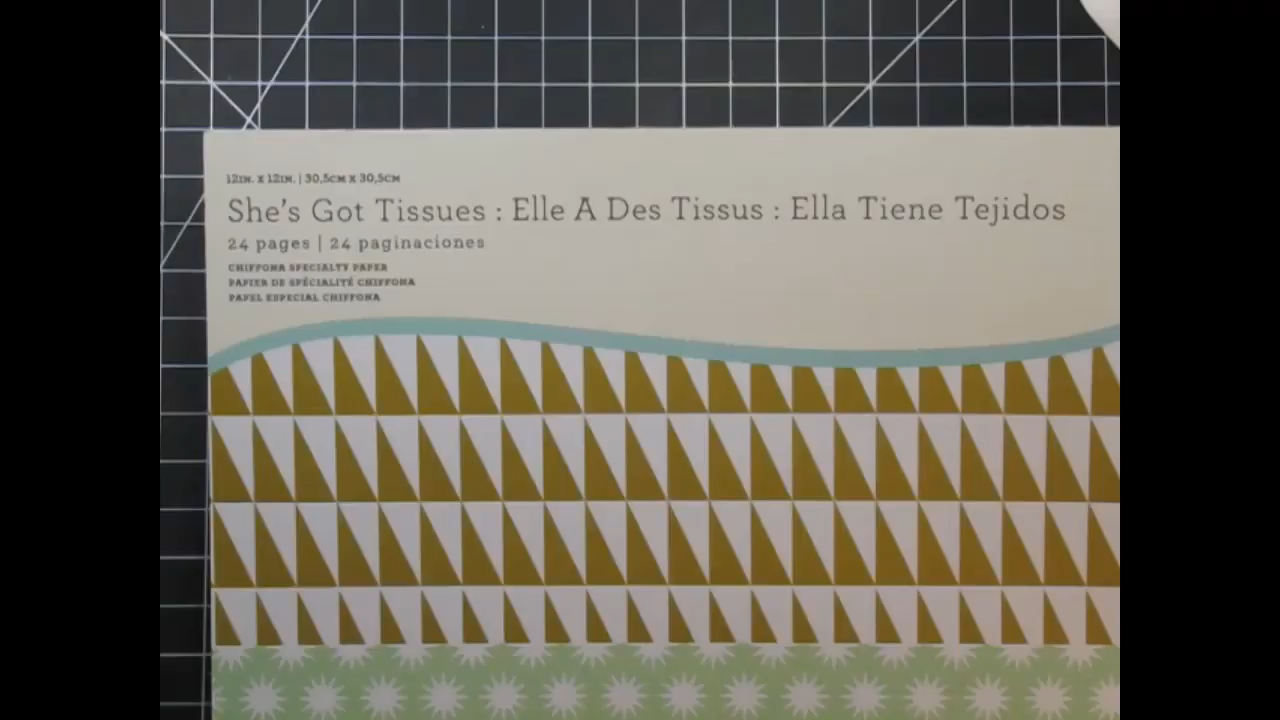 12IN. X 12IN. | 30,5CM X 30,5CM
She's Got Tissues : Elle A Des Tissus : Ella Tiene Tejidos
24 pages | 24 paginaciones
CHIFFONA SPECIALTY PAPER
PAPIER DE SPÉCIALITÉ CHIFFONA
PAPEL ESPECIAL CHIFFONA